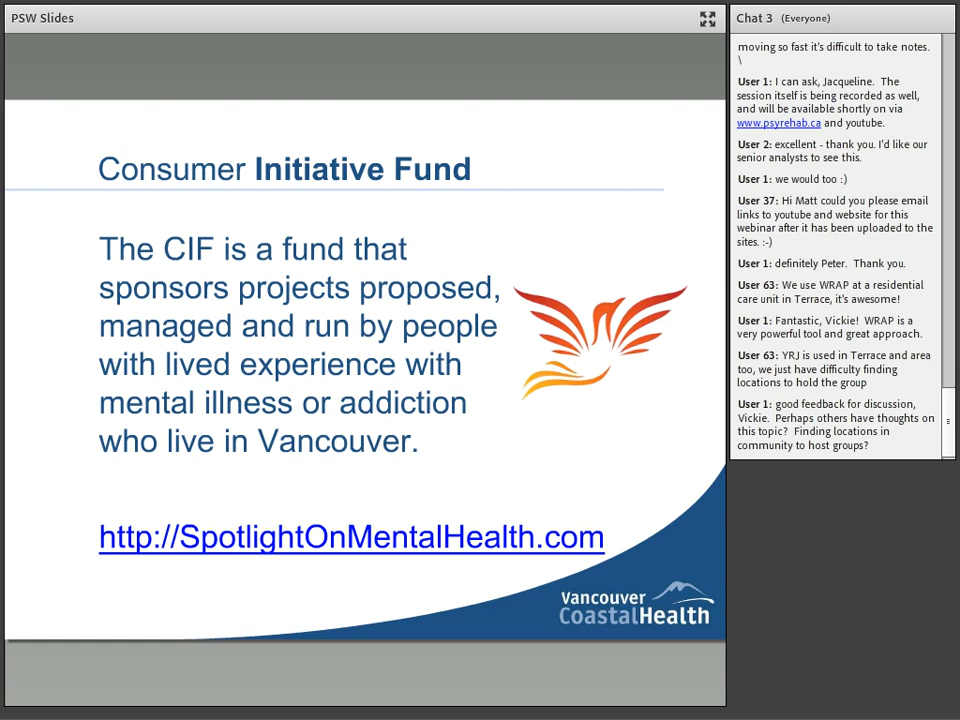 PSW Slides
Consumer Initiative Fund
The CIF is a fund that
sponsors projects proposed,
managed and run by people
with lived experience with
mental illness or addiction
who live in Vancouver.
http://SpotlightOnMentalHealth.com
Vancouver
CoastalHealth
Chat 3 (Everyone)
moving so fast it's difficult to take notes.
\
User 1: I can ask, Jacqueline. The
session itself is being recorded as well,
and will be available shortly on via
www.psyrehab.ca and youtube.
User 2: excellent - thank you. I'd like our
senior analysts to see this.
User 1: we would too :)
User 37: Hi Matt could you please email
links to youtube and website for this
webinar after it has been uploaded to the
sites. :-)
User 1: definitely Peter. Thank you.
User 63: We use WRAP at a residential
care unit in Terrace, it's awesome!
User 1: Fantastic, Vickie! WRAP is a
very powerful tool and great approach.
User 63: YRJ is used in Terrace and area
too, we just have difficulty finding
locations to hold the group
User 1: good feedback for discussion,
Vickie. Perhaps others have thoughts on
this topic? Finding locations in
community to host groups?